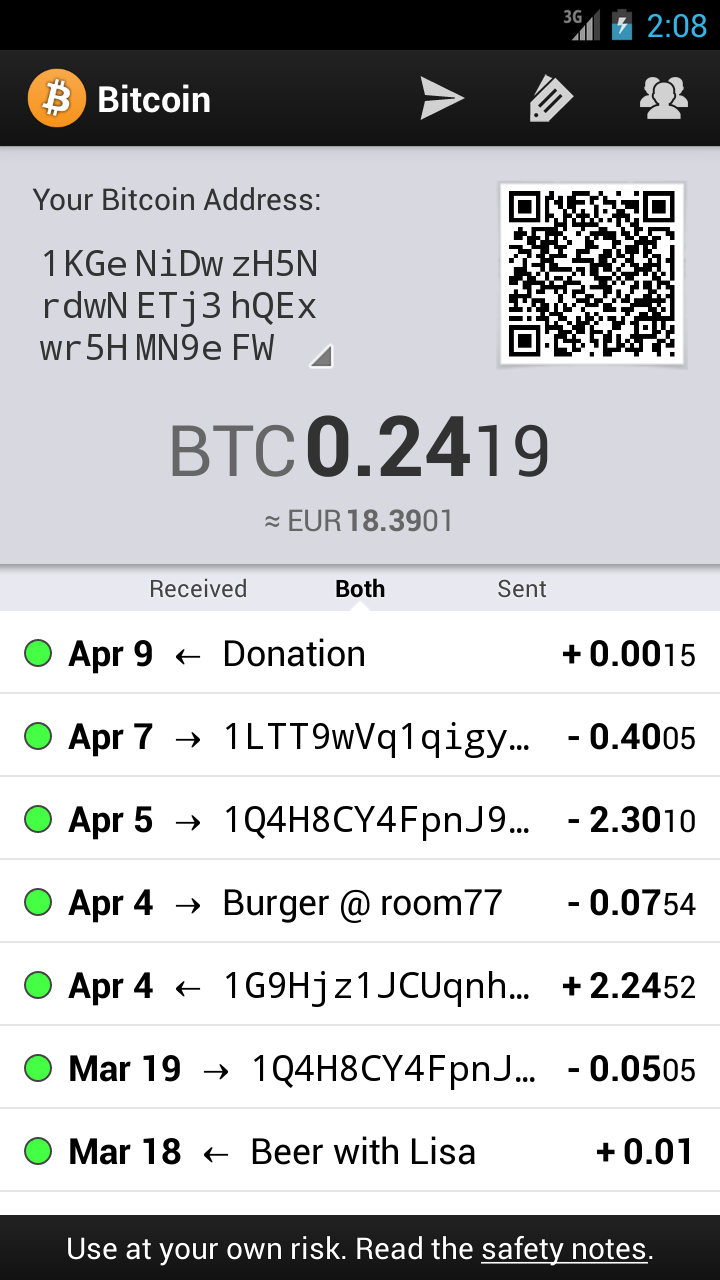 3G 2:08
Bitcoin
Your Bitcoin Address:
1KGe NiDw zH5N
rdwN ETj3 hQEx
wr5H MN9e FW
BTC 0.2419
≈ EUR 18.3901
Received Both Sent
Apr 9 ← Donation + 0.0015
Apr 7 → 1LTT9wVq1qigy… - 0.4005
Apr 5 → 1Q4H8CY4FpnJ9… - 2.3010
Apr 4 → Burger @ room77 - 0.0754
Apr 4 ← 1G9Hjz1JCUqnh… + 2.2452
Mar 19 → 1Q4H8CY4FpnJ… - 0.0505
Mar 18 ← Beer with Lisa + 0.01
Use at your own risk. Read the safety notes.